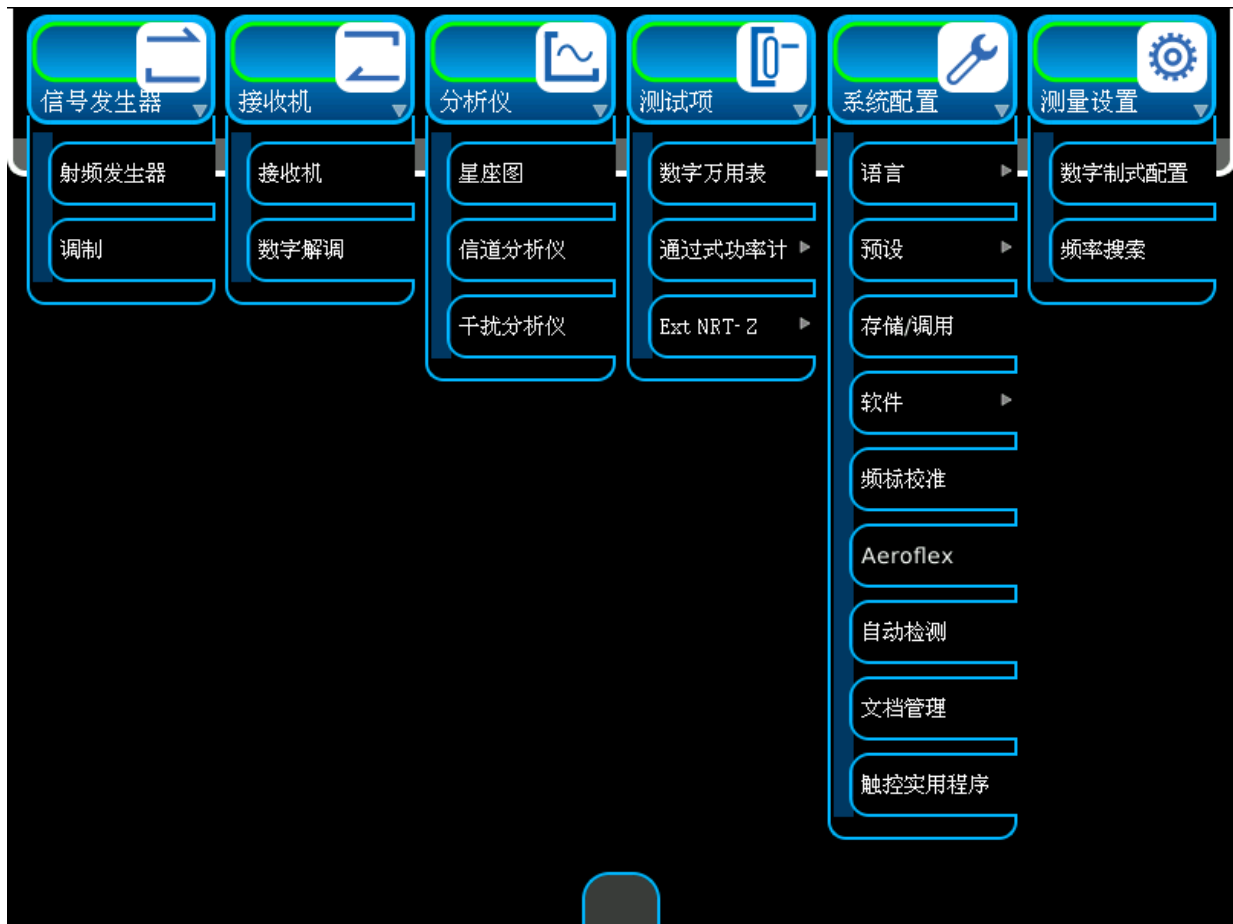 信号发生器
接收机
分析仪
测试项
系统配置
测量设置
射频发生器
调制
接收机
数字解调
星座图
信道分析仪
干扰分析仪
数字万用表
通过式功率计
Ext NRT-Z
语言
预设
存储/调用
软件
频标校准
Aeroflex
自动检测
文档管理
触控实用程序
数字制式配置
频率搜索